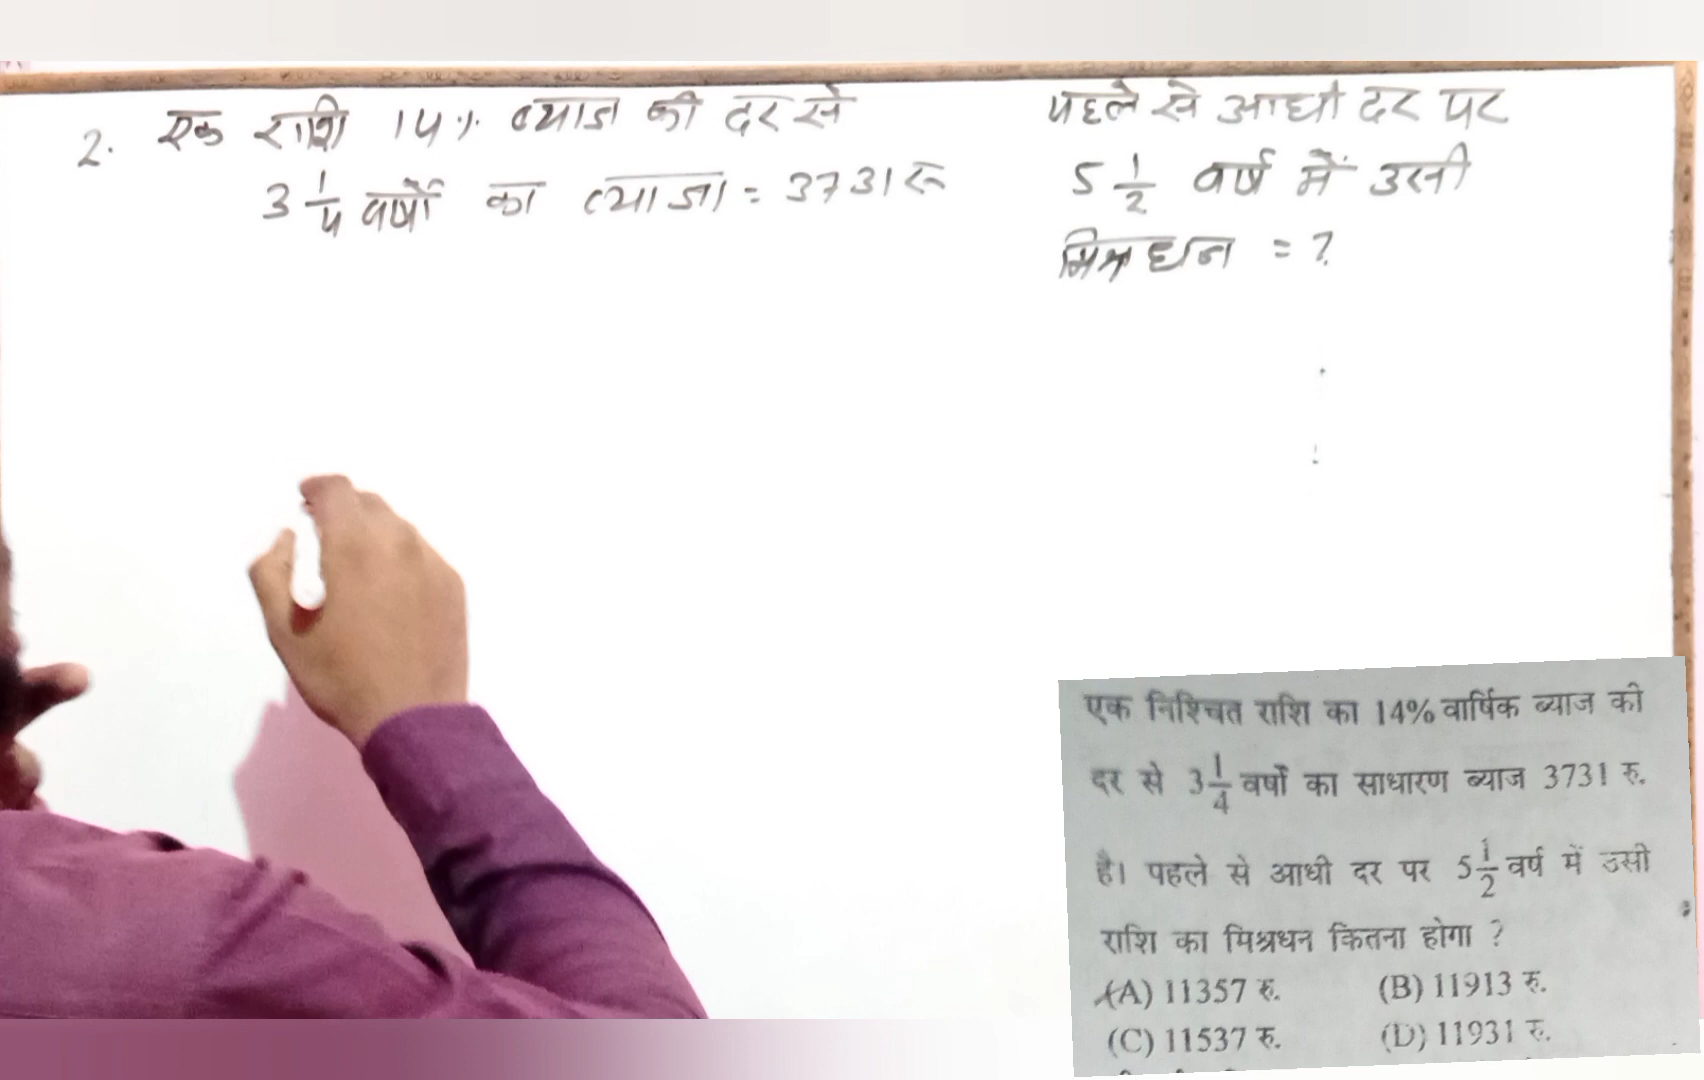 2. एक राशि 14% ब्याज की दर से
3 1/4 वर्षों का ब्याज = 3731 रु
पहले से आधी दर पर
5 1/2 वर्ष में उसी
मिश्रधन = ?
एक निश्चित राशि का 14% वार्षिक ब्याज की
दर से 3 1/4 वर्षों का साधारण ब्याज 3731 रु.
है। पहले से आधी दर पर 5 1/2 वर्ष में उसी
राशि का मिश्रधन कितना होगा ?
(A) 11357 रु. (B) 11913 रु.
(C) 11537 रु. (D) 11931 रु.